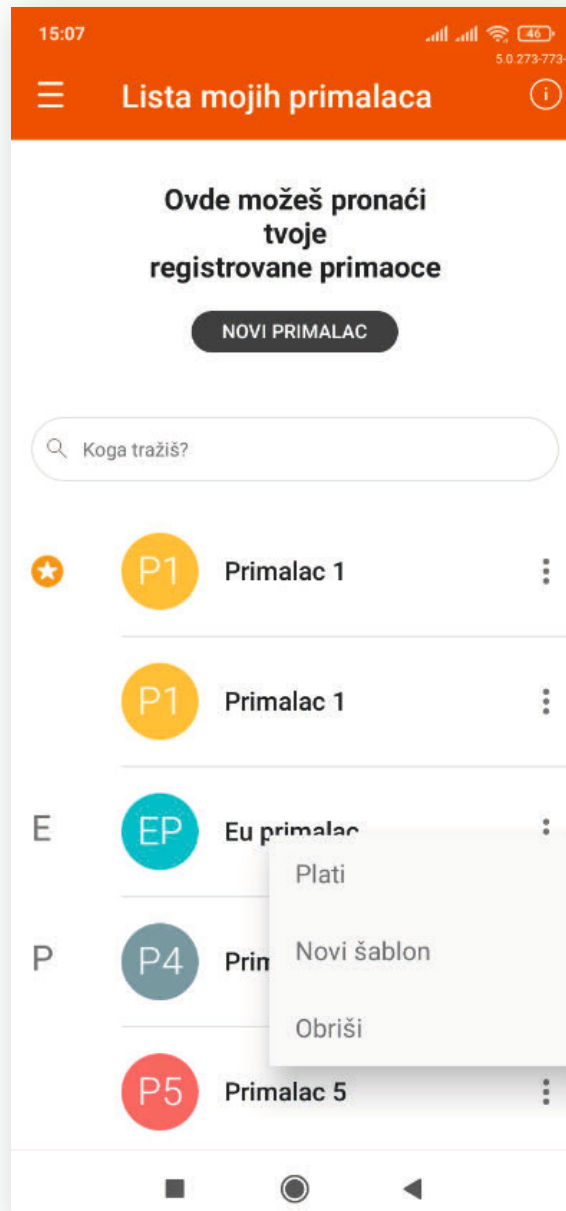 15:07
46
5.0.273-773-
Lista mojih primalaca
Ovde možeš pronaći
tvoje
registrovane primaoce
NOVI PRIMALAC
Koga tražiš?
P1 Primalac 1
P1 Primalac 1
E EP Eu primalac
Plati
P P4 Prim
Novi šablon
Obriši
P5 Primalac 5